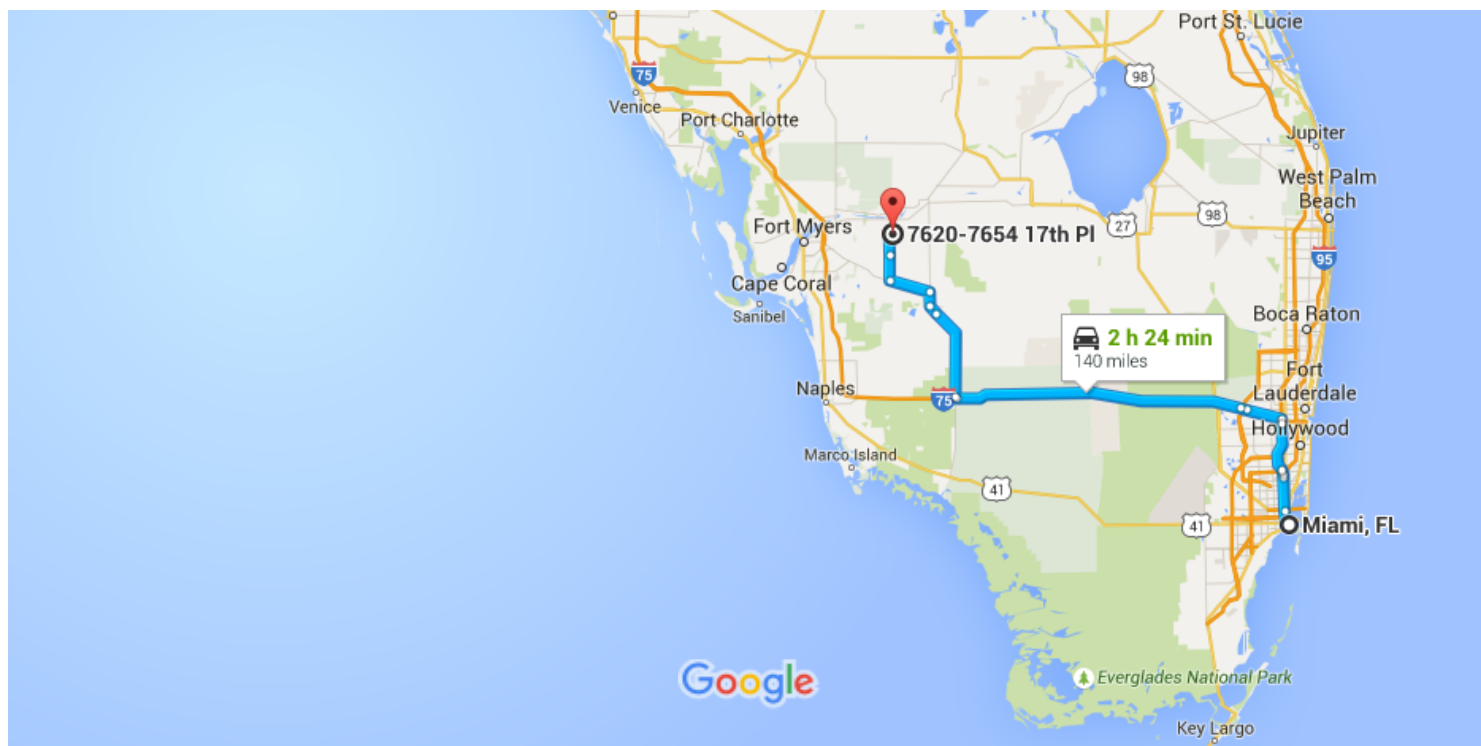 Port St. Lucie
98
75
Venice
Port Charlotte
Jupiter
West Palm
Beach
98
27
Fort Myers
7620-7654 17th Pl
95
Cape Coral
Sanibel
Boca Raton
2 h 24 min
140 miles
Fort
Lauderdale
Naples
75
Hollywood
Marco Island
41
41
Miami, FL
Google
Everglades National Park
Key Largo